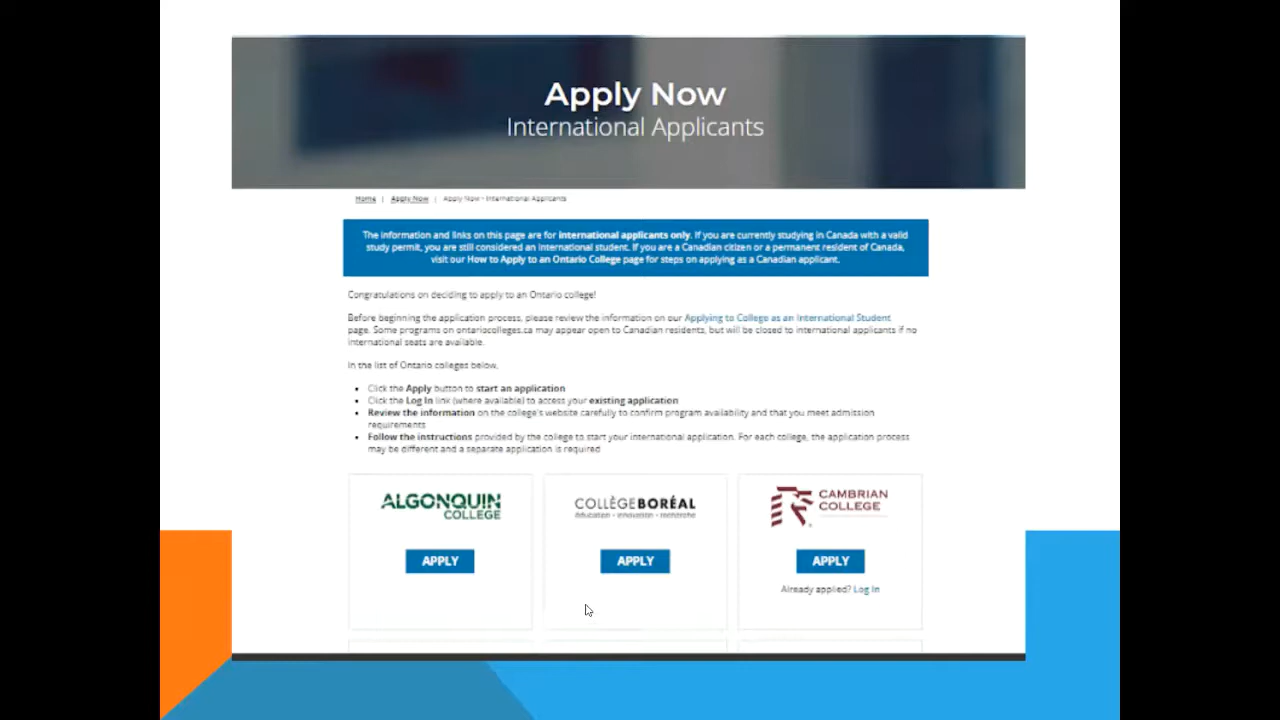 Apply Now
International Applicants
Home | Apply Now | Apply Now - International Applicants
The information and links on this page are for international applicants only. If you are currently studying in Canada with a valid
study permit, you are still considered an international student. If you are a Canadian citizen or a permanent resident of Canada,
visit our How to Apply to an Ontario College page for steps on applying as a Canadian applicant.
Congratulations on deciding to apply to an Ontario college!
Before beginning the application process, please review the information on our Applying to College as an International Student
page. Some programs on ontariocolleges.ca may appear open to Canadian residents, but will be closed to international applicants if no
international seats are available.
In the list of Ontario colleges below,
• Click the Apply button to start an application
• Click the Log In link (where available) to access your existing application
• Review the information on the college's website carefully to confirm program availability and that you meet admission
requirements
• Follow the instructions provided by the college to start your international application. For each college, the application process
may be different and a separate application is required
ALGONQUIN
COLLEGE
APPLY
COLLÈGE BORÉAL
éducation - innovation - recherche
APPLY
CAMBRIAN
COLLEGE
APPLY
Already applied? Log In